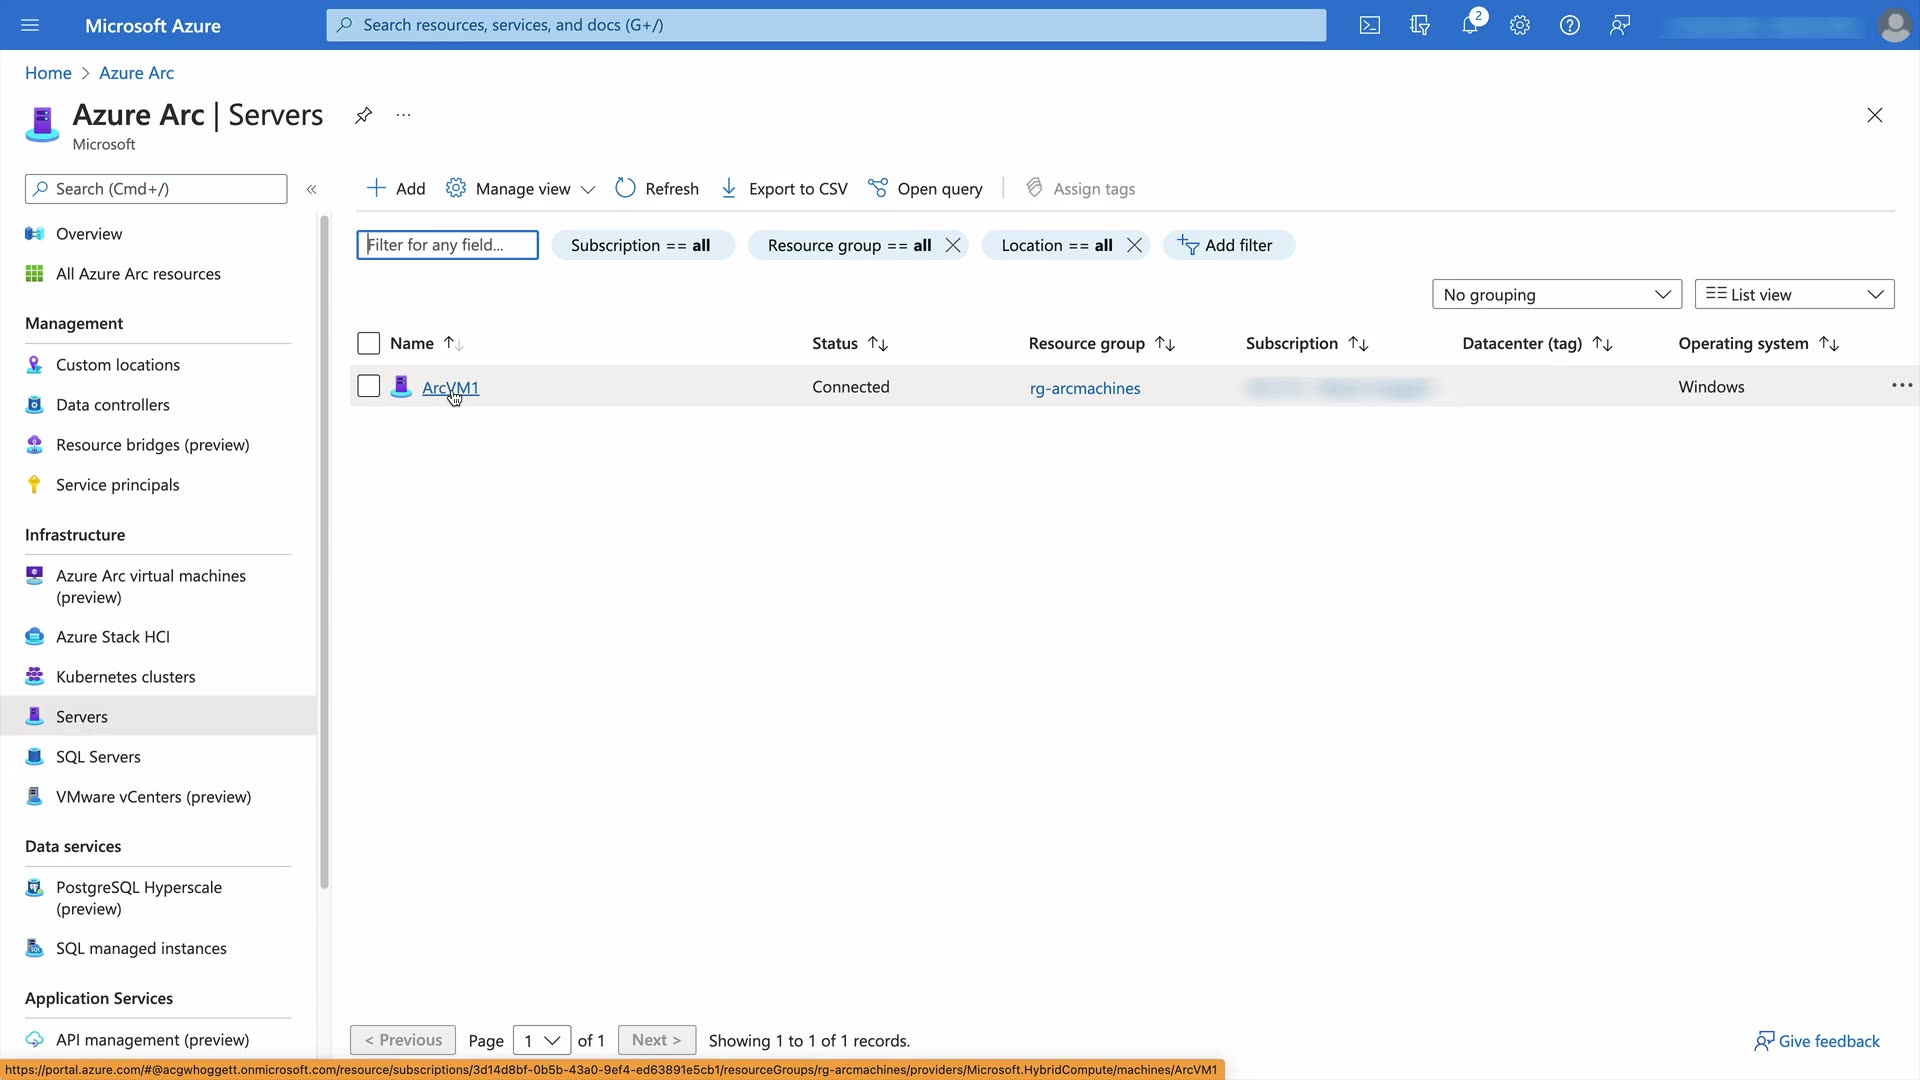 Microsoft Azure
Search resources, services, and docs (G+/)
2
Home > Azure Arc
Azure Arc | Servers
...
Microsoft
Search (Cmd+/)
«
Add
Manage view
Refresh
Export to CSV
Open query
Assign tags
Overview
All Azure Arc resources
Management
Custom locations
Data controllers
Resource bridges (preview)
Service principals
Infrastructure
Azure Arc virtual machines
(preview)
Azure Stack HCI
Kubernetes clusters
Servers
SQL Servers
VMware vCenters (preview)
Data services
PostgreSQL Hyperscale
(preview)
SQL managed instances
Application Services
API management (preview)
Filter for any field...
Subscription == all
Resource group == all
Location == all
Add filter
No grouping
List view
Name
Status
Resource group
Subscription
Datacenter (tag)
Operating system
ArcVM1
Connected
rg-arcmachines
Windows
...
< Previous
Page
1
of 1
Next >
Showing 1 to 1 of 1 records.
Give feedback
https://portal.azure.com/#@acgwhoggett.onmicrosoft.com/resource/subscriptions/3d14d8bf-0b5b-43a0-9ef4-ed63891e5cb1/resourceGroups/rg-arcmachines/providers/Microsoft.HybridCompute/machines/ArcVM1